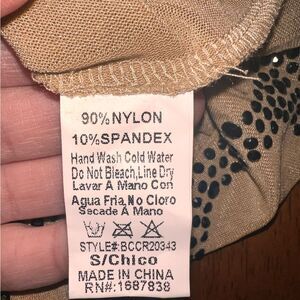 90%NYLON
10%SPANDEX
Hand Wash Cold Water
Do Not Bleach,Line Dry
Lavar A Mano Con
Agua Fria,No Cloro
Secade A Mano
STYLE#:BCCR20343
S/Chico
MADE IN CHINA
RN#:1687838